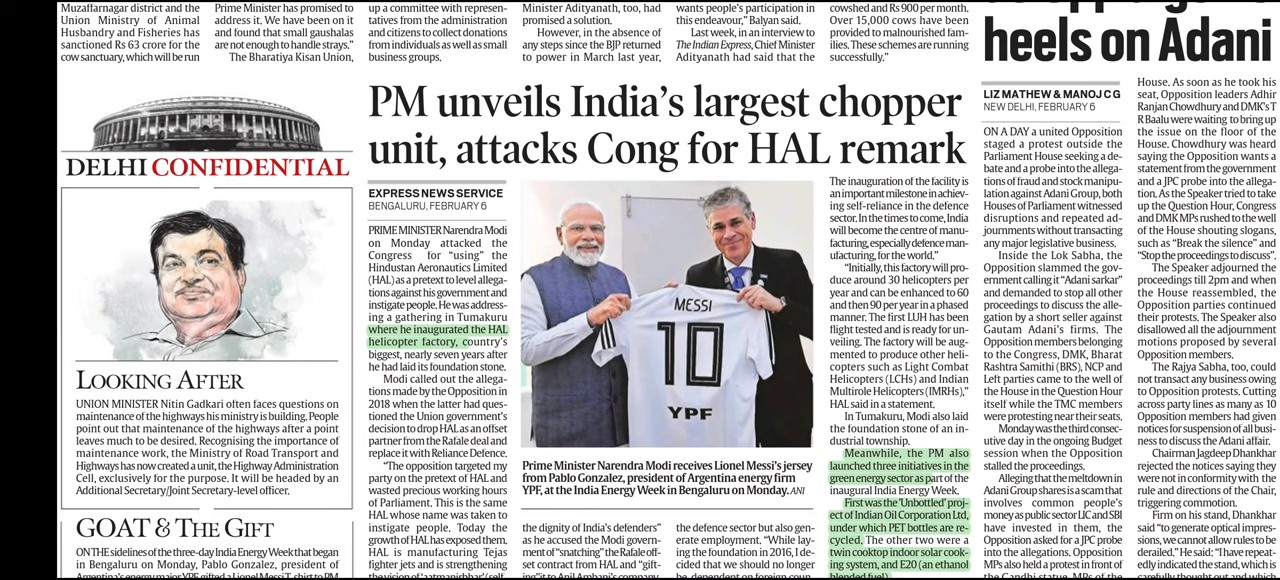 Muzaffarnagar district and the
Union Ministry of Animal
Husbandry and Fisheries has
sanctioned Rs 63 crore for the
cow sanctuary, which will be run
Prime Minister has promised to
address it. We have been on it
and found that small gaushalas
are not enough to handle strays."
The Bharatiya Kisan Union,
up a committee with represen-
tatives from the administration
and citizens to collect donations
from individuals as well as small
business groups.
Minister Adityanath, too, had
promised a solution.
However, in the absence of
any steps since the BJP returned
to power in March last year,
wants people's participation in
this endeavour," Balyan said.
Last week, in an interview to
The Indian Express, Chief Minister
Adityanath had said that the
cowshed and Rs 900 per month.
Over 15,000 cows have been
provided to malnourished fam-
ilies. These schemes are running
successfully."
DELHI CONFIDENTIAL
LOOKING AFTER
UNION MINISTER Nitin Gadkari often faces questions on
maintenance of the highways his ministry is building. People
point out that maintenance of the highways after a point
leaves much to be desired. Recognising the importance of
maintenance work, the Ministry of Road Transport and
Highways has now created a unit, the Highway Administration
Cell, exclusively for the purpose. It will be headed by an
Additional Secretary/Joint Secretary-level officer.
GOAT & THE GIFT
ON THE sidelines of the three-day India Energy Week that began
in Bengaluru on Monday, Pablo Gonzalez, president of
Argentina's energy major YPF gifted a Lionel Messi T-shirt to PM
PM unveils India's largest chopper
unit, attacks Cong for HAL remark
EXPRESS NEWS SERVICE
BENGALURU, FEBRUARY 6
PRIME MINISTER Narendra Modi
on Monday attacked the
Congress for "using" the
Hindustan Aeronautics Limited
(HAL) as a pretext to level allega-
tions against his government and
instigate people. He was address-
ing a gathering in Tumakuru
where he inaugurated the HAL
helicopter factory, country's
biggest, nearly seven years after
he had laid its foundation stone.
Modi called out the allega-
tions made by the Opposition in
2018 when the latter had ques-
tioned the Union government's
decision to drop HAL as an offset
partner from the Rafale deal and
replace it with Reliance Defence.
"The opposition targeted my
party on the pretext of HAL and
wasted precious working hours
of Parliament. This is the same
HAL whose name was taken to
instigate people. Today the
growth of HAL has exposed them.
HAL is manufacturing Tejas
fighter jets and is strengthening
the vision of 'atmanirbhar' (self-
MESSI
10
YPF
Prime Minister Narendra Modi receives Lionel Messi's jersey
from Pablo Gonzalez, president of Argentina energy firm
YPF, at the India Energy Week in Bengaluru on Monday. ANI
the dignity of India's defenders"
as he accused the Modi govern-
ment of "snatching" the Rafale off-
set contract from HAL and "gift-
ing" it to Anil Ambani's company
the defence sector but also gen-
erate employment. "While lay-
ing the foundation in 2016, I de-
cided that we should no longer
be dependent on foreign coun-
The inauguration of the facility is
an important milestone in achiev-
ing self-reliance in the defence
sector. In the times to come, India
will become the centre of manu-
facturing, especially defence man-
ufacturing, for the world."
"Initially, this factory will pro-
duce around 30 helicopters per
year and can be enhanced to 60
and then 90 per year in a phased
manner. The first LUH has been
flight tested and is ready for un-
veiling. The factory will be aug-
mented to produce other heli-
copters such as Light Combat
Helicopters (LCHs) and Indian
Multirole Helicopters (IMRHs),"
HAL said in a statement.
In Tumakuru, Modi also laid
the foundation stone of an in-
dustrial township.
Meanwhile, the PM also
launched three initiatives in the
green energy sector as part of the
inaugural India Energy Week.
First was the 'Unbottled' proj-
ect of Indian Oil Corporation Ltd,
under which PET bottles are re-
cycled. The other two were a
twin cooktop indoor solar cook-
ing system, and E20 (an ethanol
blended fuel)
heels on Adani
LIZ MATHEW & MANOJ C G
NEW DELHI, FEBRUARY 6
ON A DAY a united Opposition
staged a protest outside the
Parliament House seeking a de-
bate and a probe into the allega-
tions of fraud and stock manipu-
lation against Adani Group, both
Houses of Parliament witnessed
disruptions and repeated ad-
journments without transacting
any major legislative business.
Inside the Lok Sabha, the
Opposition slammed the gov-
ernment calling it "Adani sarkar"
and demanded to stop all other
proceedings to discuss the alle-
gation by a short seller against
Gautam Adani's firms. The
Opposition members belonging
to the Congress, DMK, Bharat
Rashtra Samithi (BRS), NCP and
Left parties came to the well of
the House in the Question Hour
itself while the TMC members
were protesting near their seats.
Monday was the third consec-
utive day in the ongoing Budget
session when the Opposition
stalled the proceedings.
Alleging that the meltdown in
Adani Group shares is a scam that
involves common people's
money as public sector LIC and SBI
have invested in them, the
Opposition asked for a JPC probe
into the allegations. Opposition
MPs also held a protest in front of
the Gandhi statue. MPs of the
House. As soon as he took his
seat, Opposition leaders Adhir
Ranjan Chowdhury and DMK's T
R Baalu were waiting to bring up
the issue on the floor of the
House. Chowdhury was heard
saying the Opposition wants a
statement from the government
and a JPC probe into the allega-
tion. As the Speaker tried to take
up the Question Hour, Congress
and DMK MPs rushed to the well
of the House shouting slogans,
such as "Break the silence" and
"Stop the proceedings to discuss".
The Speaker adjourned the
proceedings till 2pm and when
the House reassembled, the
Opposition parties continued
their protests. The Speaker also
disallowed all the adjournment
motions proposed by several
Opposition members.
The Rajya Sabha, too, could
not transact any business owing
to Opposition protests. Cutting
across party lines as many as 10
Opposition members had given
notices for suspension of all busi-
ness to discuss the Adani affair.
Chairman Jagdeep Dhankhar
rejected the notices saying they
were not in conformity with the
rule and directions of the Chair,
triggering commotion.
Firm on his stand, Dhankhar
said "to generate optical impres-
sions, we cannot allow rules to be
derailed," He said: "I have repeat-
edly indicated the stand, which is